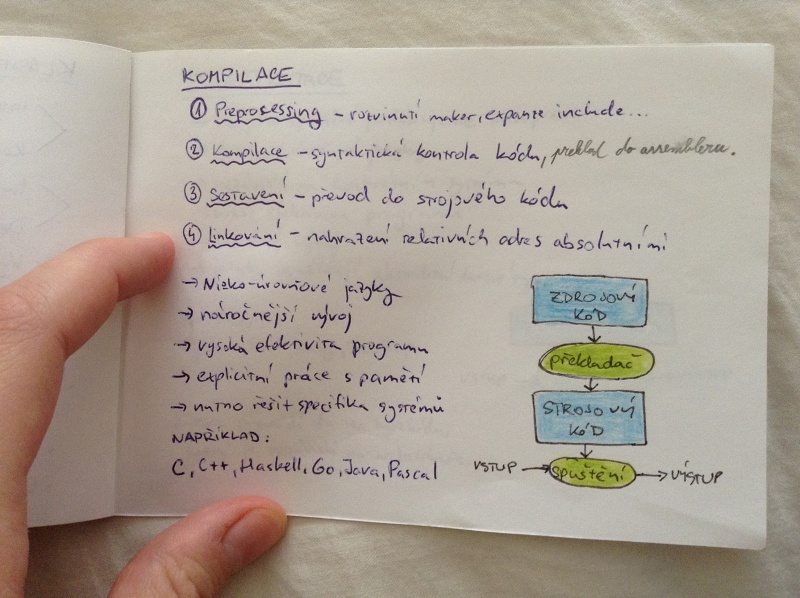 KOMPILACE
① Preprocessing – rozvinutí maker, expanze include...
② Kompilace – syntaktická kontrola kódu, překlad do assembleru.
③ Sestavení – převod do strojového kódu
④ Linkování – nahrazení relativních adres absolutními
→ Nízko-úrovňové jazyky
→ náročnější vývoj
→ vysoká efektivita programu
→ explicitní práce s pamětí
→ nutno řešit specifika systémů
NAPŘÍKLAD:
C, C++, Haskell, Go, Java, Pascal
ZDROJOVÝ
KÓD
překladač
STROJOVÝ
KÓD
VSTUP → spuštění → VÝSTUP